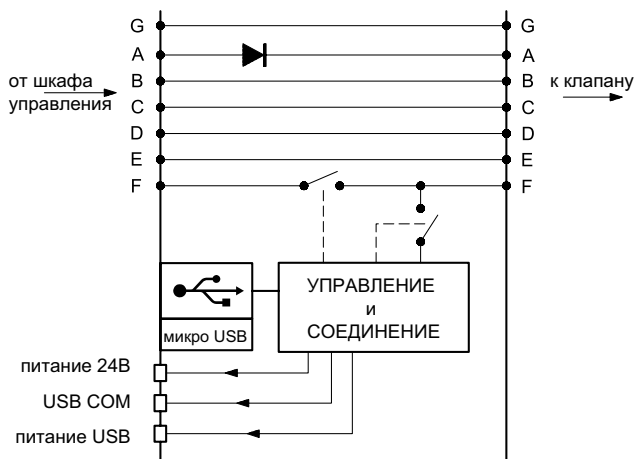 G G
A A
от шкафа B B к клапану
управления C C
D D
E E
F F
УПРАВЛЕНИЕ
и
СОЕДИНЕНИЕ
микро USB
питание 24В
USB COM
питание USB